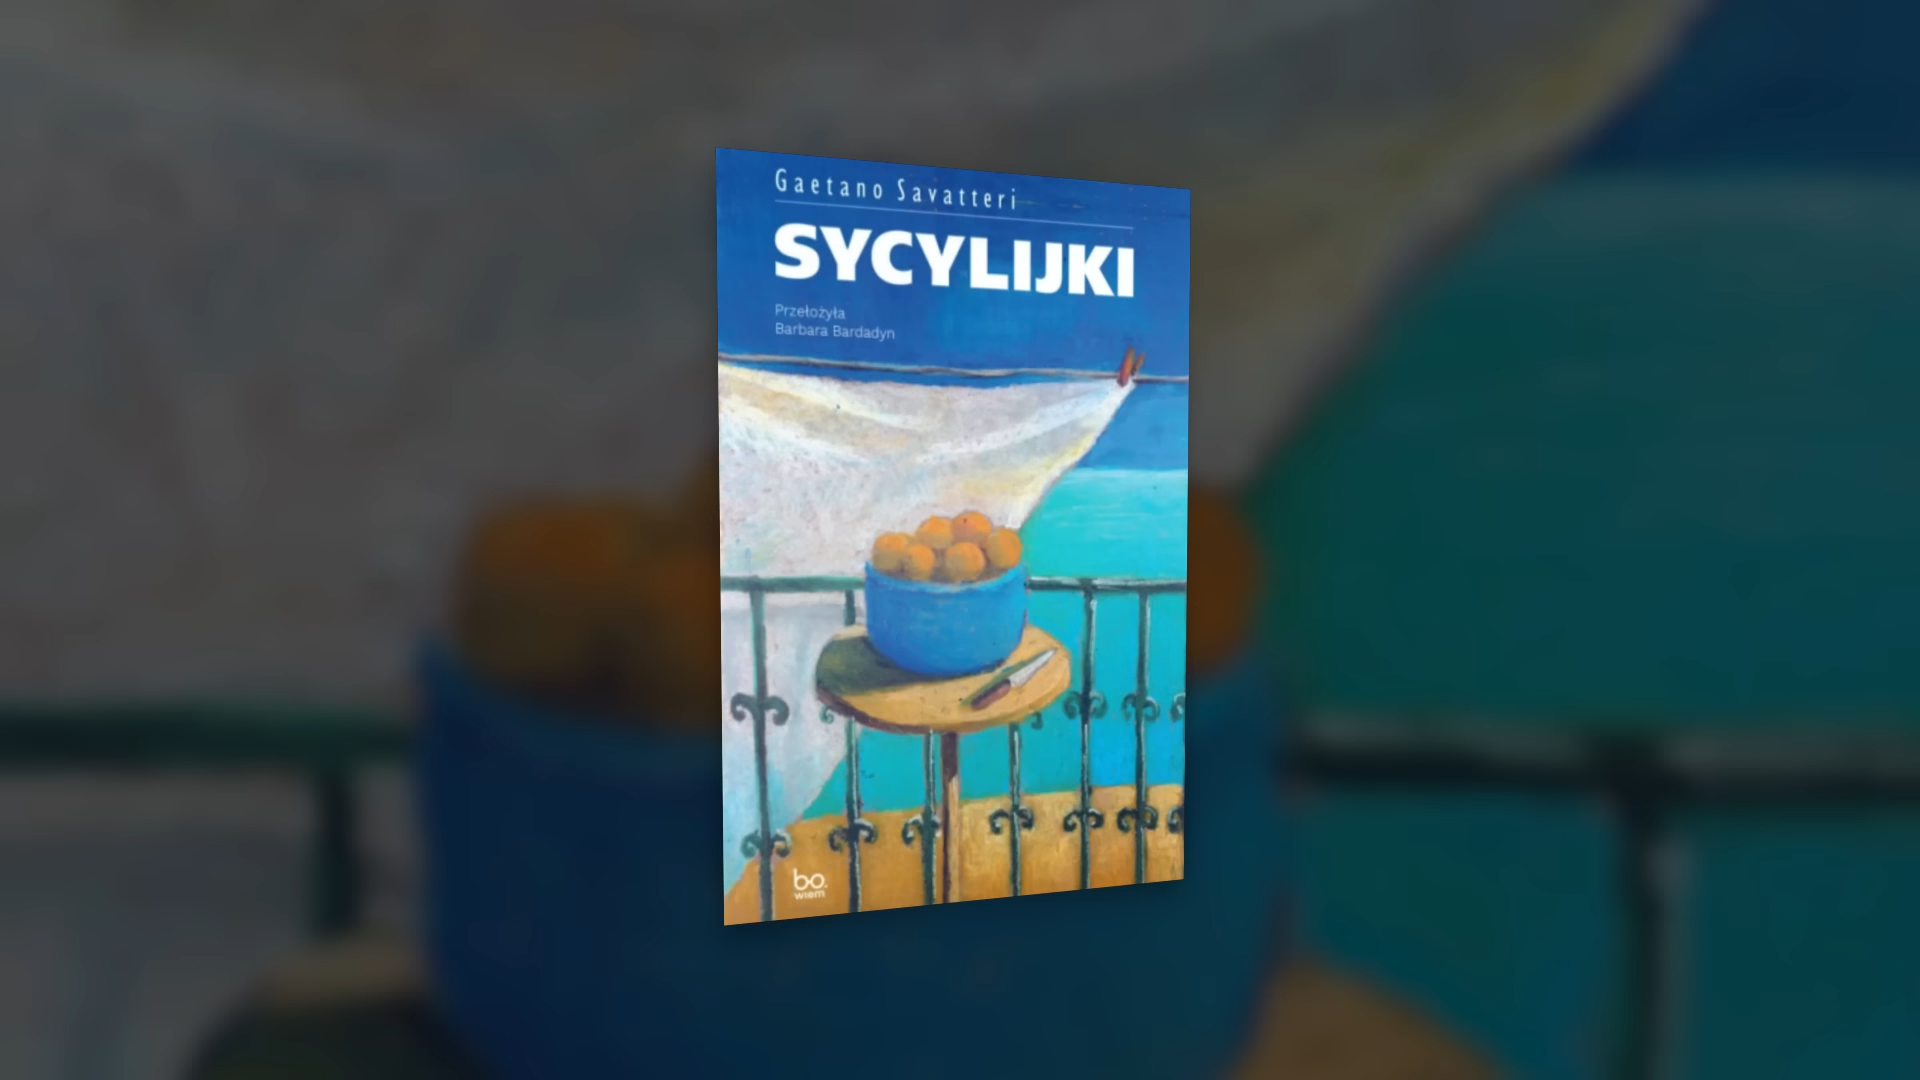 Gaetano Savatteri
SYCYLIJKI
Przełożyła
Barbara Bardadyn
bo.
wiem